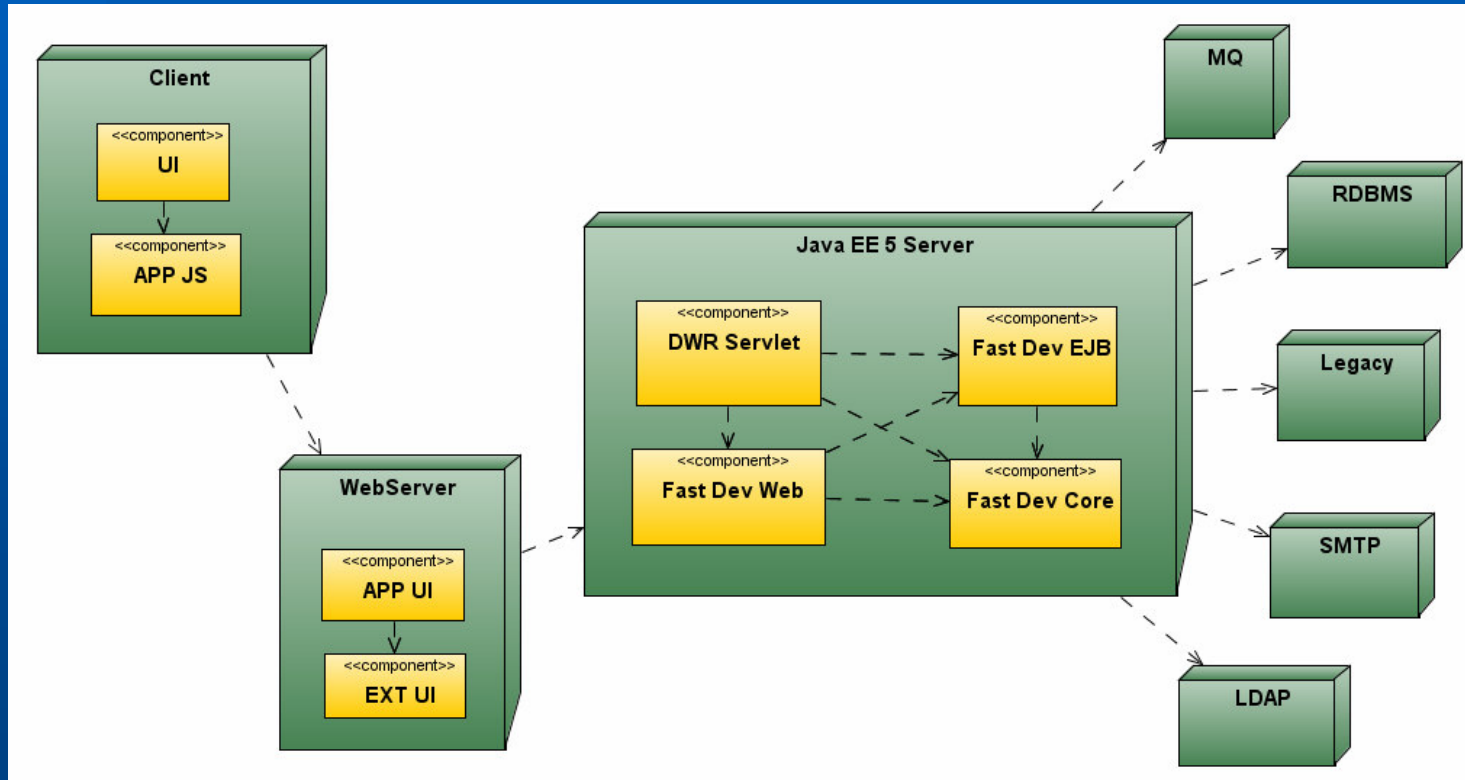 Client
<<component>>
UI
<<component>>
APP JS
WebServer
<<component>>
APP UI
<<component>>
EXT UI
Java EE 5 Server
<<component>>
DWR Servlet
<<component>>
Fast Dev EJB
<<component>>
Fast Dev Web
<<component>>
Fast Dev Core
MQ
RDBMS
Legacy
SMTP
LDAP